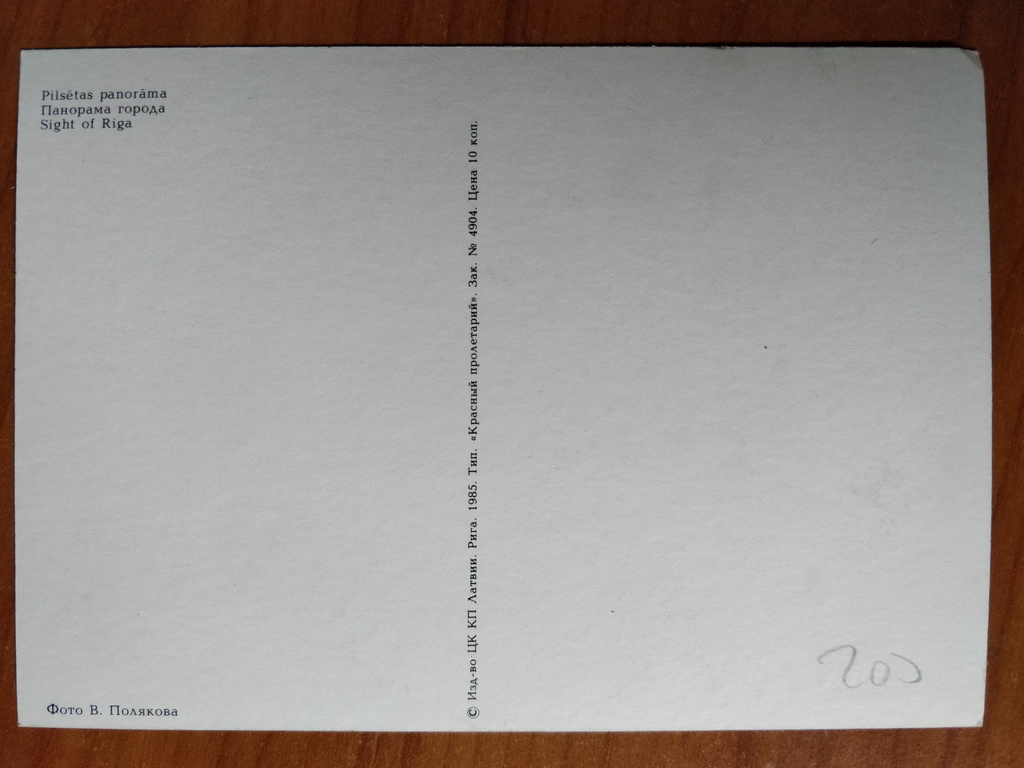 Pilsētas panorāma
Панорама города
Sight of Riga
© Изд-во ЦК КП Латвии. Рига. 1985. Тип. «Красный пролетарий». Зак. № 4904. Цена 10 коп.
Фото В. Полякова
200